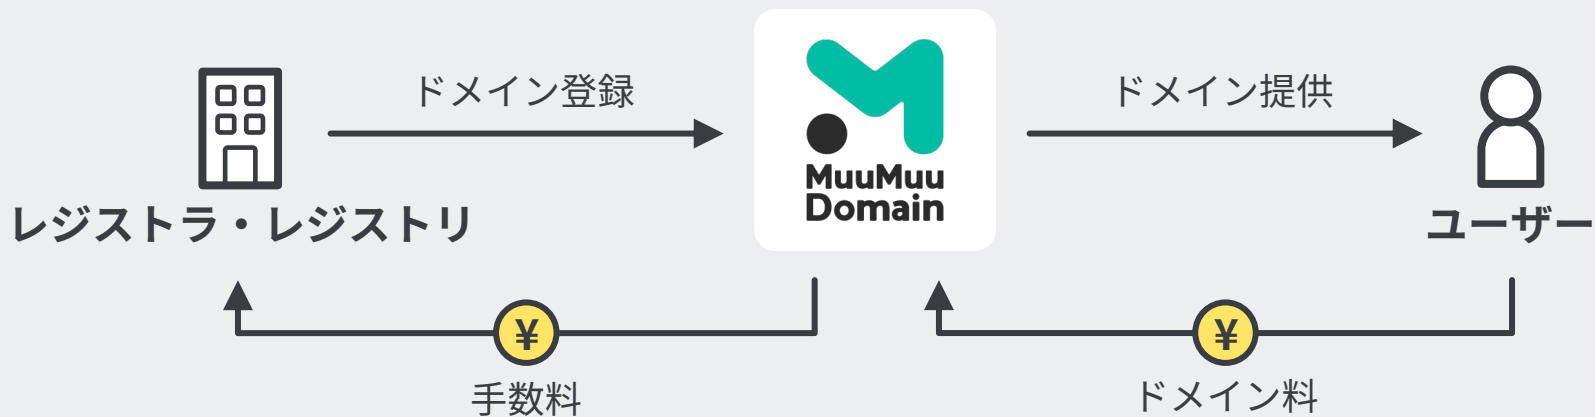 ドメイン登録
ドメイン提供
MuuMuu
Domain
レジストラ・レジストリ
ユーザー
¥
¥
手数料
ドメイン料